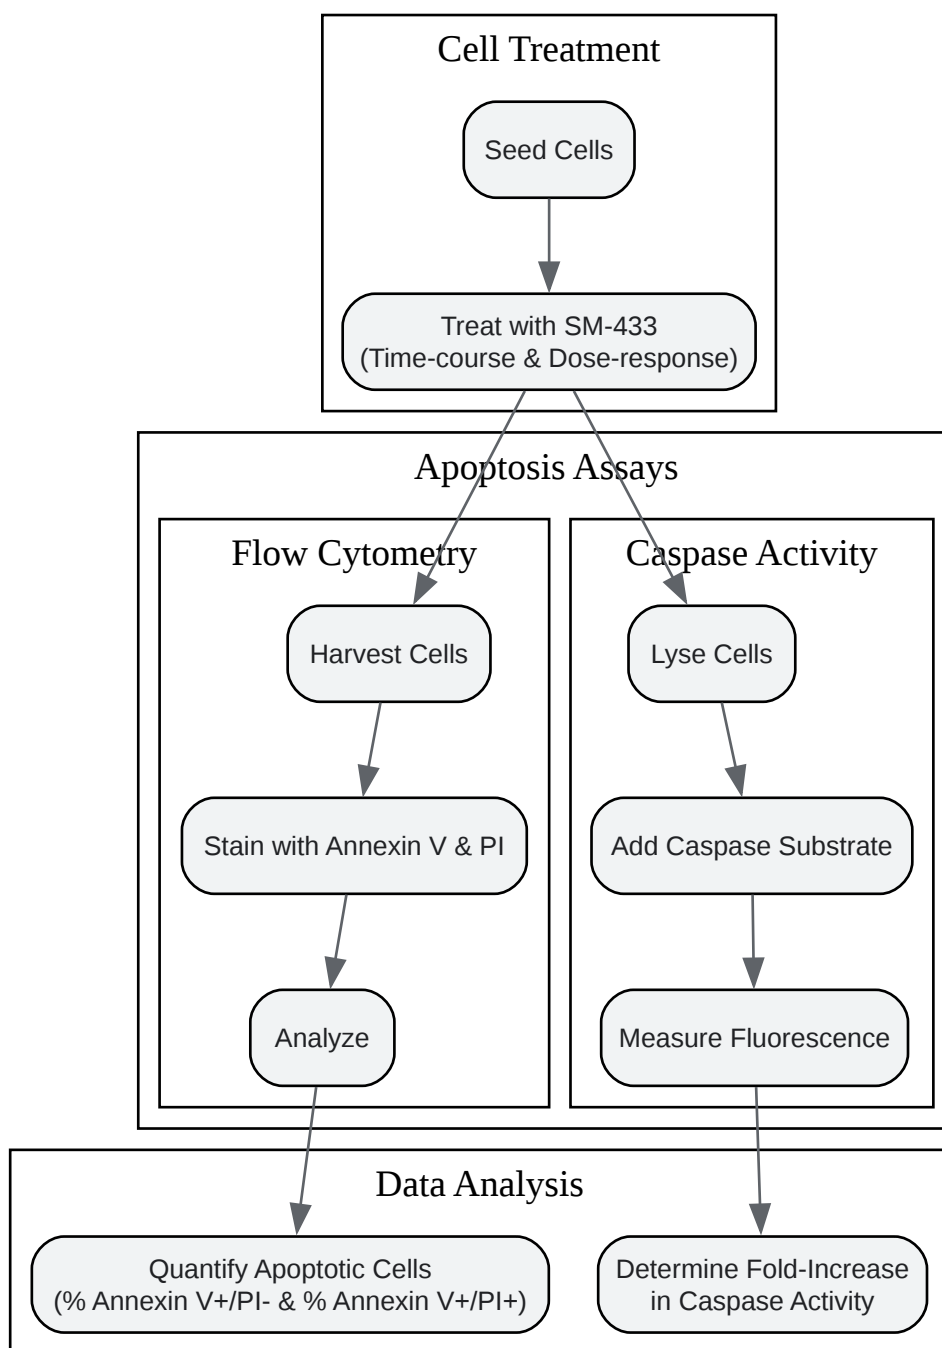 Cell Treatment
Seed Cells
Treat with SM-433
(Time-course & Dose-response)
Apoptosis Assays
Flow Cytometry
Caspase Activity
Harvest Cells
Lyse Cells
Stain with Annexin V & PI
Add Caspase Substrate
Analyze
Measure Fluorescence
Data Analysis
Quantify Apoptotic Cells
(% Annexin V+/PI- & % Annexin V+/PI+)
Determine Fold-Increase
in Caspase Activity